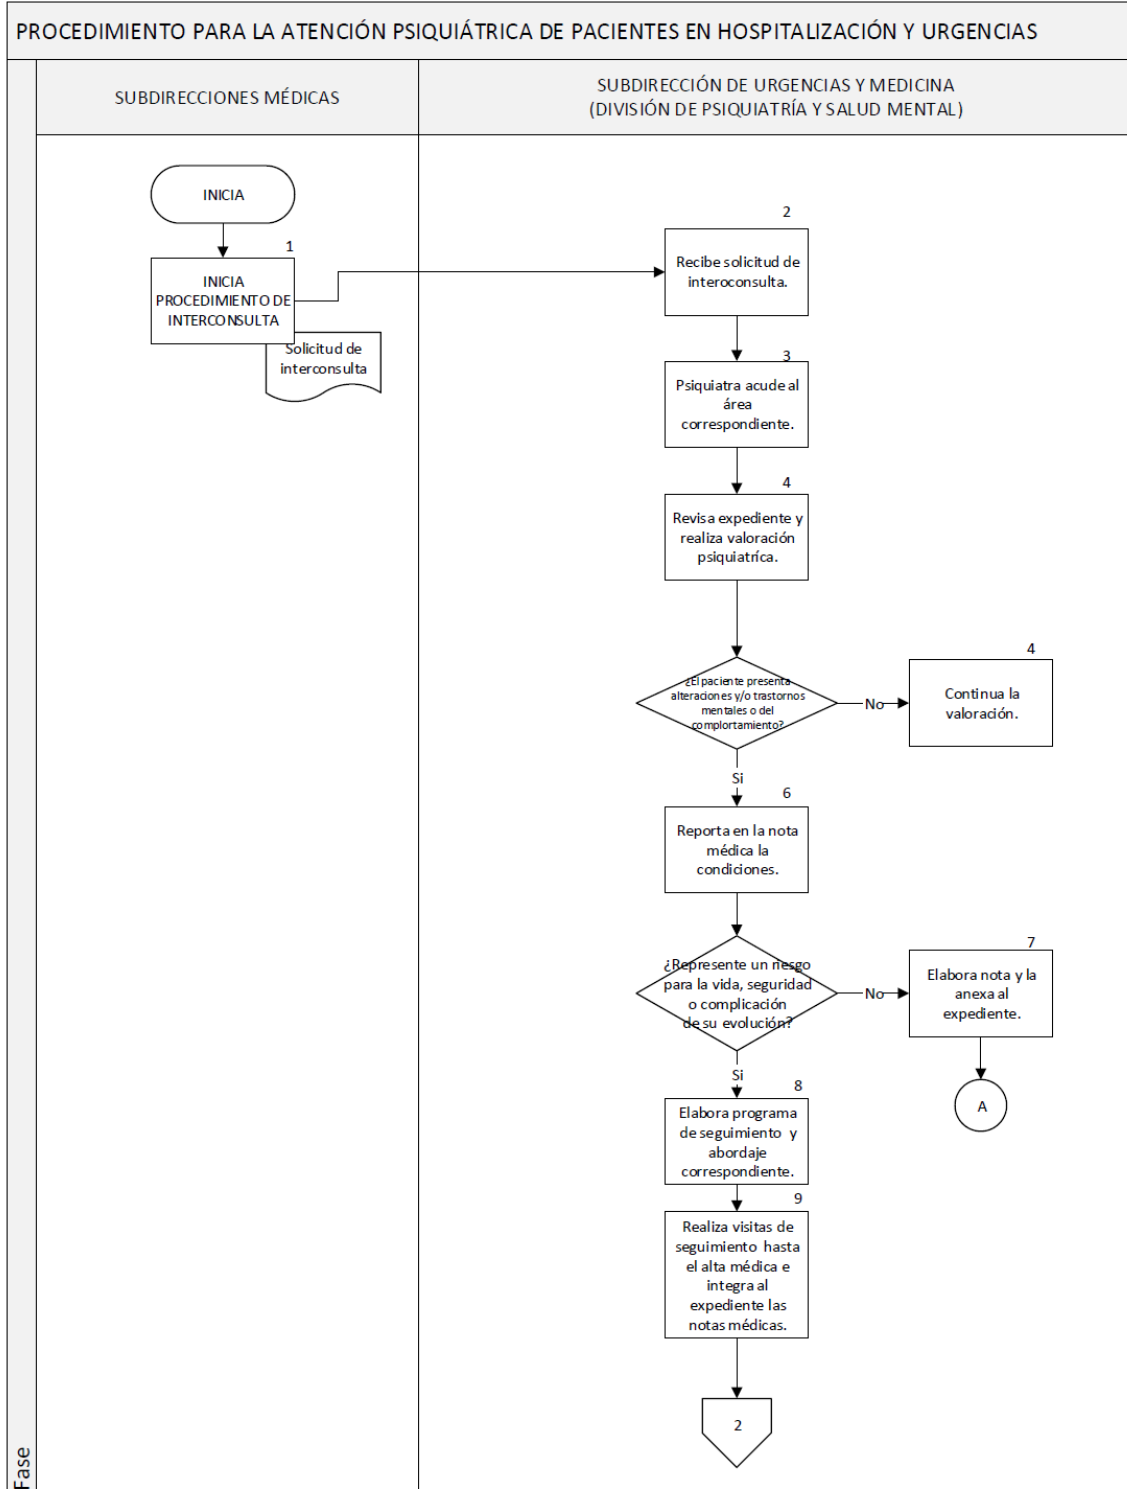 PROCEDIMIENTO PARA LA ATENCIÓN PSIQUIÁTRICA DE PACIENTES EN HOSPITALIZACIÓN Y URGENCIAS
SUBDIRECCIONES MÉDICAS
SUBDIRECCIÓN DE URGENCIAS Y MEDICINA
(DIVISIÓN DE PSIQUIATRÍA Y SALUD MENTAL)
INICIA
1
INICIA
PROCEDIMIENTO DE
INTERCONSULTA
Solicitud de
interconsulta
2
Recibe solicitud de
interoconsulta.
3
Psiquiatra acude al
área
correspondiente.
4
Revisa expediente y
realiza valoración
psiquiatríca.
¿El paciente presenta
alteraciones y/o trastornos
mentales o del
complortamiento?
No
4
Continua la
valoración.
Si
6
Reporta en la nota
médica la
condiciones.
¿Represente un riesgo
para la vida, seguridad
o complicación
de su evolución?
No
7
Elabora nota y la
anexa al
expediente.
A
Si
8
Elabora programa
de seguimiento y
abordaje
correspondiente.
9
Realiza visitas de
seguimiento hasta
el alta médica e
integra al
expediente las
notas médicas.
2
Fase